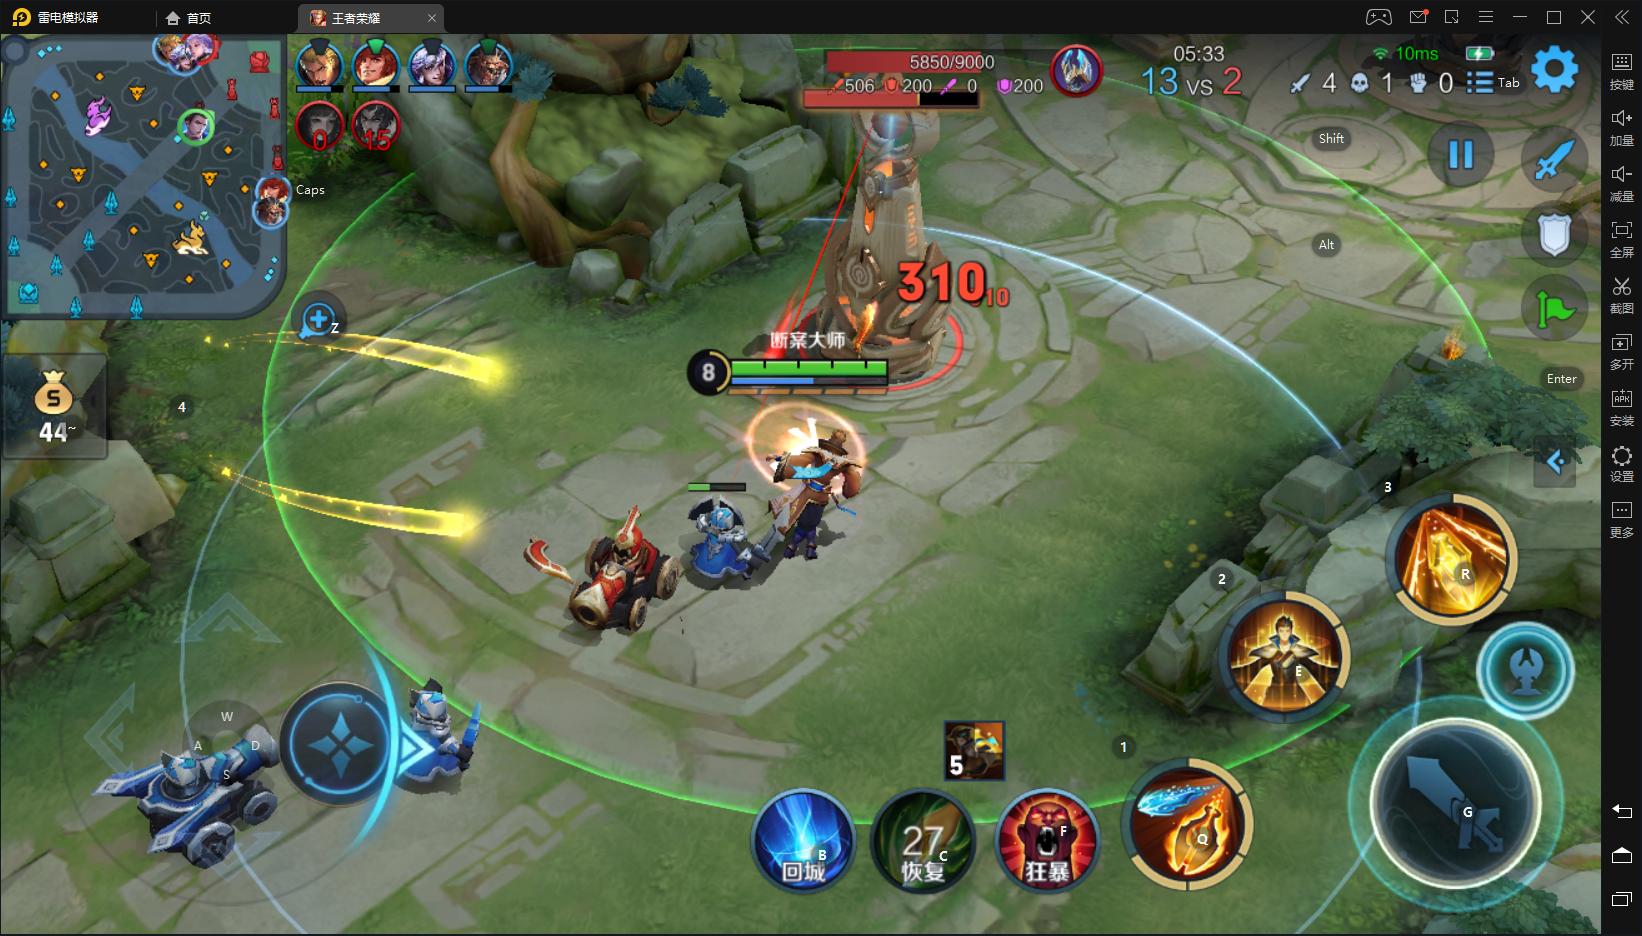 雷电模拟器
首页
王者荣耀
5850/9000
506 200 0 200
05:33
13 vs 2
10ms
4 1 0
Tab
按键
加量
减量
全屏
截图
多开
安装
设置
更多
0
15
Caps
Shift
Alt
Enter
Z
S
44~
4
310 10
断案大师
8
3
R
2
E
W
A
D
S
5
1
回城
B
27
恢复
C
狂暴
F
Q
G
APK